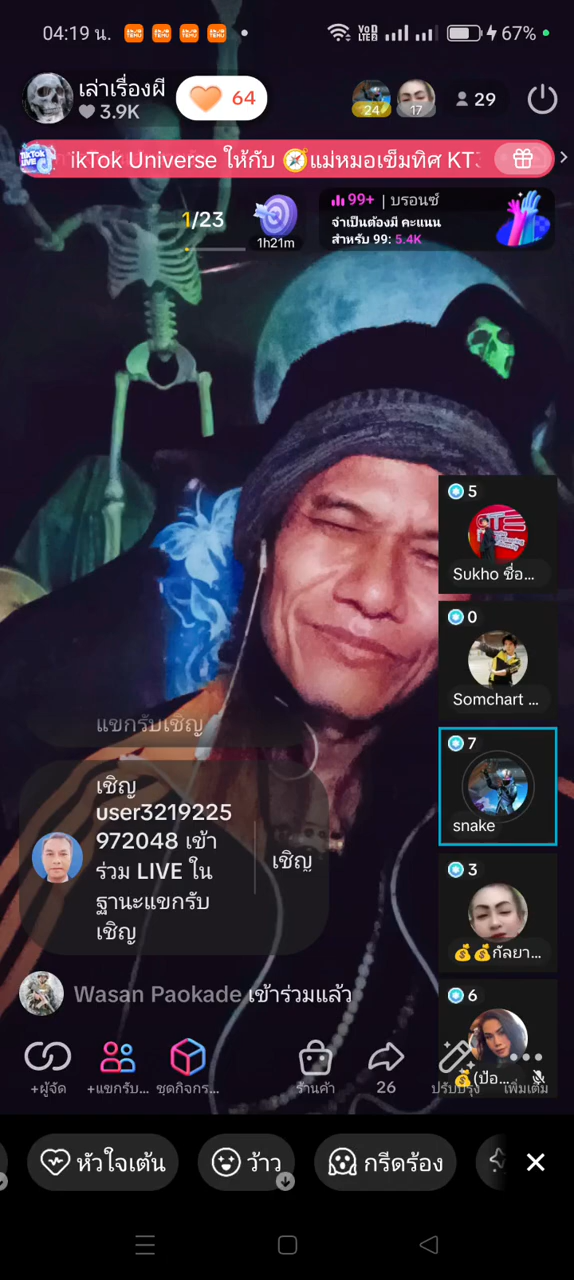 04:19 น.
VoD LTE2
67%
เล่าเรื่องผี
3.9K
64
24
17
29
TikTok LIVE
ikTok Universe ให้กับ 🧭แม่หมอเข็มทิศ KT
1/23
1h21m
99+ | บรอนซ์
จำเป็นต้องมี คะแนน
สำหรับ 99: 5.4K
5
Sukho ชื่อ...
0
Somchart ...
7
snake
3
💰💰กัลยา...
6
💰(ป้อ...
แขกรับเชิญ
เชิญ
user3219225
972048 เข้า
ร่วม LIVE ใน
ฐานะแขกรับ
เชิญ
เชิญ
Wasan Paokade เข้าร่วมแล้ว
+ผู้จัด
+แขกรับ...
ชุดกิจกร...
ร้านค้า
26
ปรับปรุง
เพิ่มเติม
หัวใจเต้น
ว้าว
กรีดร้อง